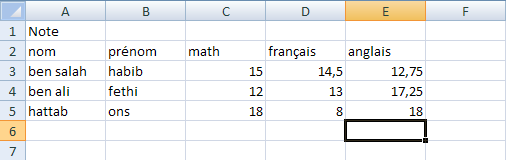 A B C D E F
1 Note
2 nom prénom math français anglais
3 ben salah habib 15 14,5 12,75
4 ben ali fethi 12 13 17,25
5 hattab ons 18 8 18
6
7